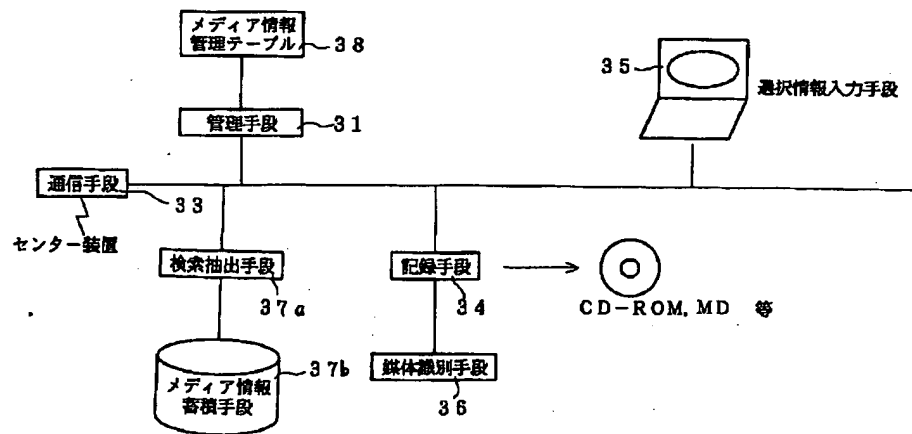 メディア情報
管理テーブル
38
35
選択情報入力手段
管理手段
31
通信手段
33
センター装置
検索抽出手段
37a
記録手段
34
CD-ROM, MD 等
メディア情報
蓄積手段
37b
媒体識別手段
36